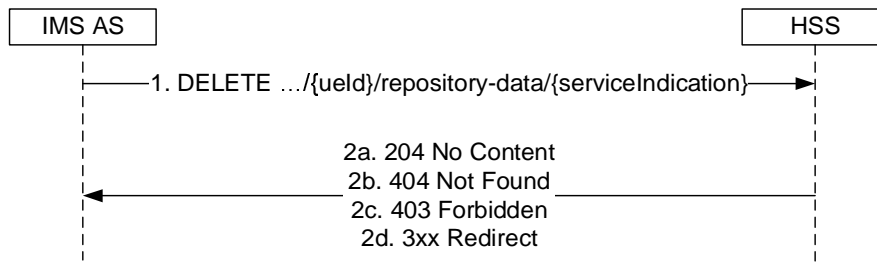 IMS AS
HSS
1. DELETE …/{ueId}/repository-data/{serviceIndication}
2a. 204 No Content
2b. 404 Not Found
2c. 403 Forbidden
2d. 3xx Redirect